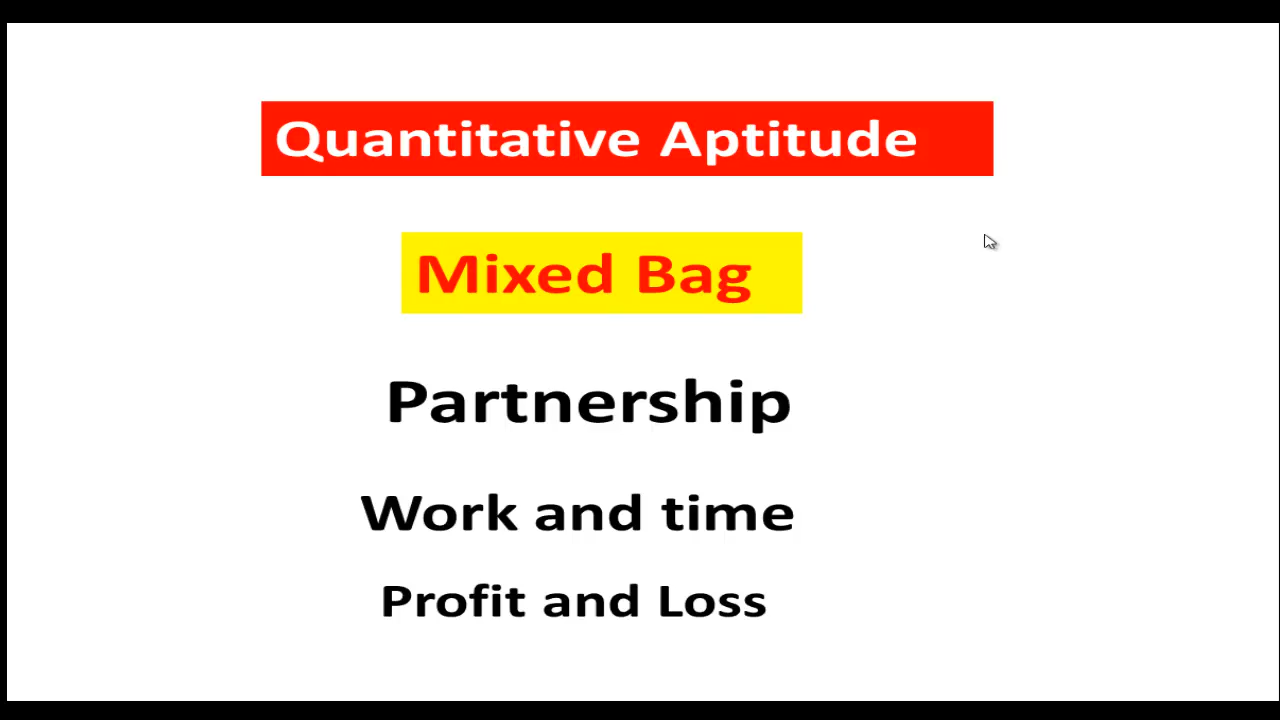 Quantitative Aptitude
Mixed Bag
Partnership
Work and time
Profit and Loss